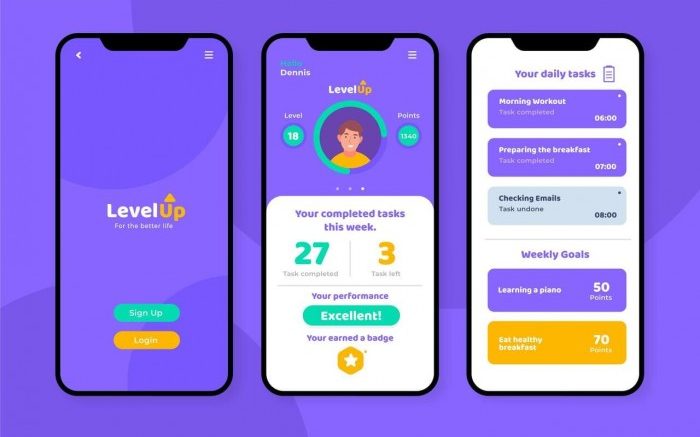 LevelUp
For the better life
Sign Up
Login
Hello
Dennis
LevelUp
Level
18
Points
1340
Your completed tasks
this week.
27
Task completed
3
Task left
Your performance
Excellent!
Your earned a badge
Your daily tasks
Morning Workout
Task completed
06:00
Preparing the breakfast
Task completed
07:00
Checking Emails
Task undone
08:00
Weekly Goals
Learning a piano
50
Points
Eat healthy
breakfast
70
Points